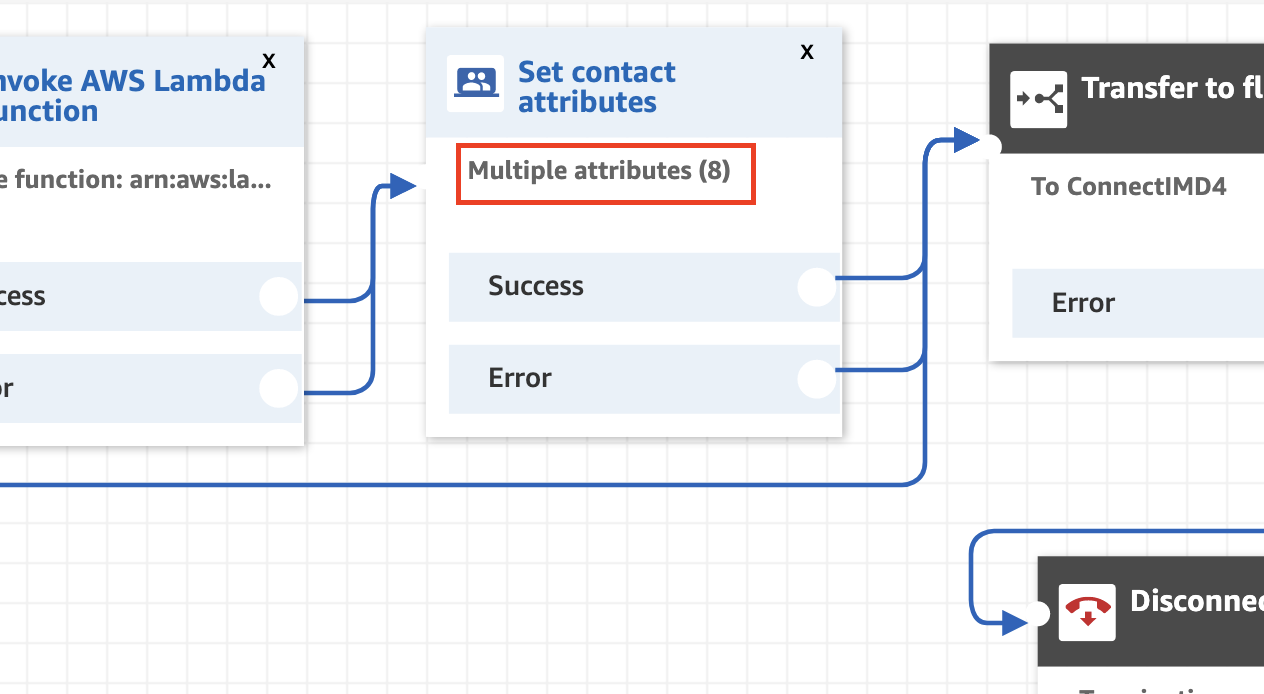 X
nvoke AWS Lambda
unction
e function: arn:aws:la...
cess
or
X
Set contact
attributes
Multiple attributes (8)
Success
Error
Transfer to fl
To ConnectIMD4
Error
Disconnec